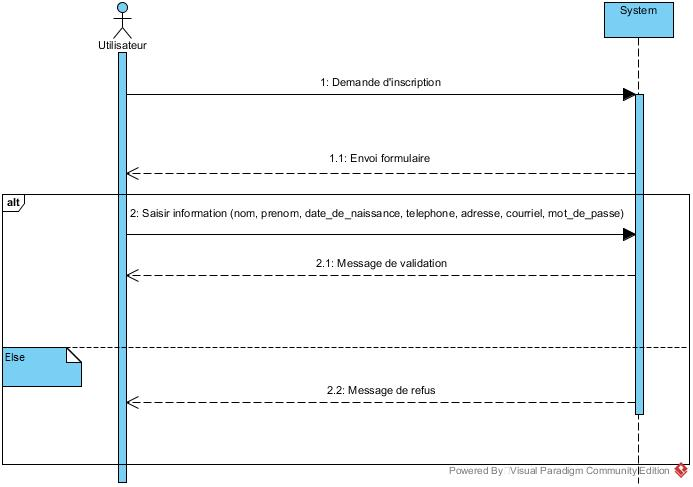 System
Utilisateur
1: Demande d'inscription
1.1: Envoi formulaire
alt
2: Saisir information (nom, prenom, date_de_naissance, telephone, adresse, courriel, mot_de_passe)
2.1: Message de validation
Else
2.2: Message de refus
Powered By Visual Paradigm Community Edition